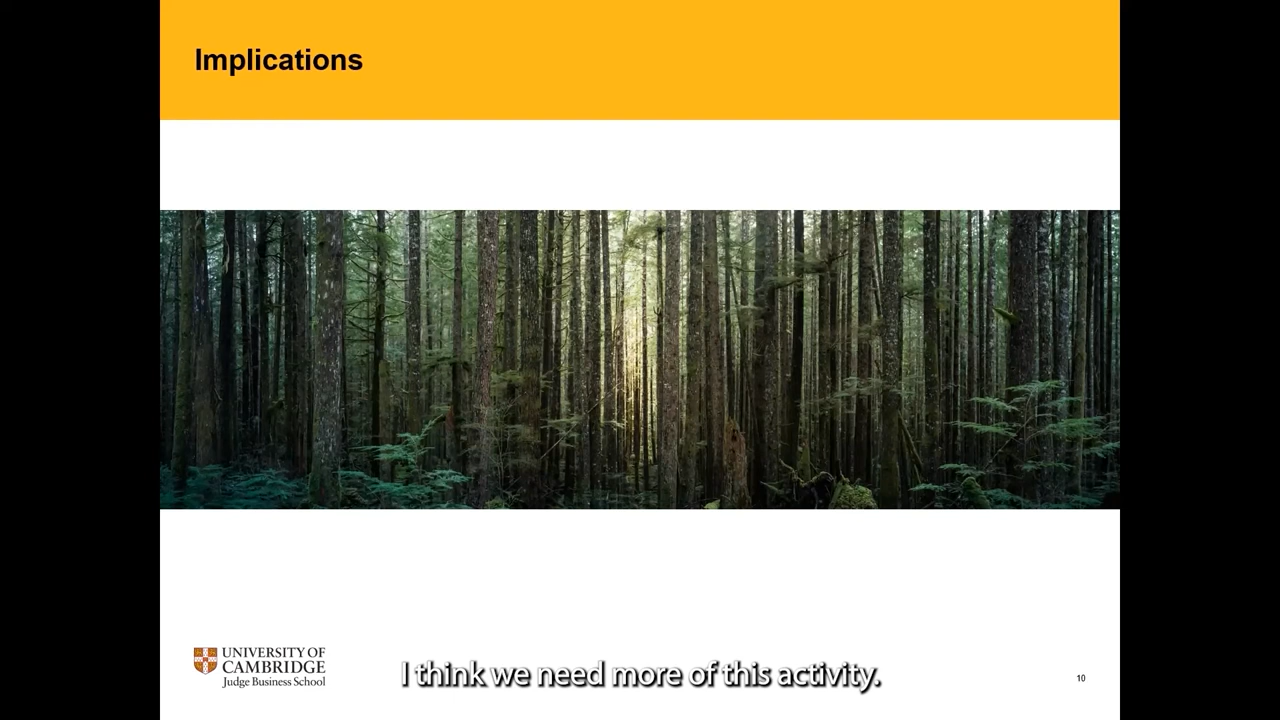 Implications
UNIVERSITY OF
CAMBRIDGE
Judge Business School
I think we need more of this activity.
10